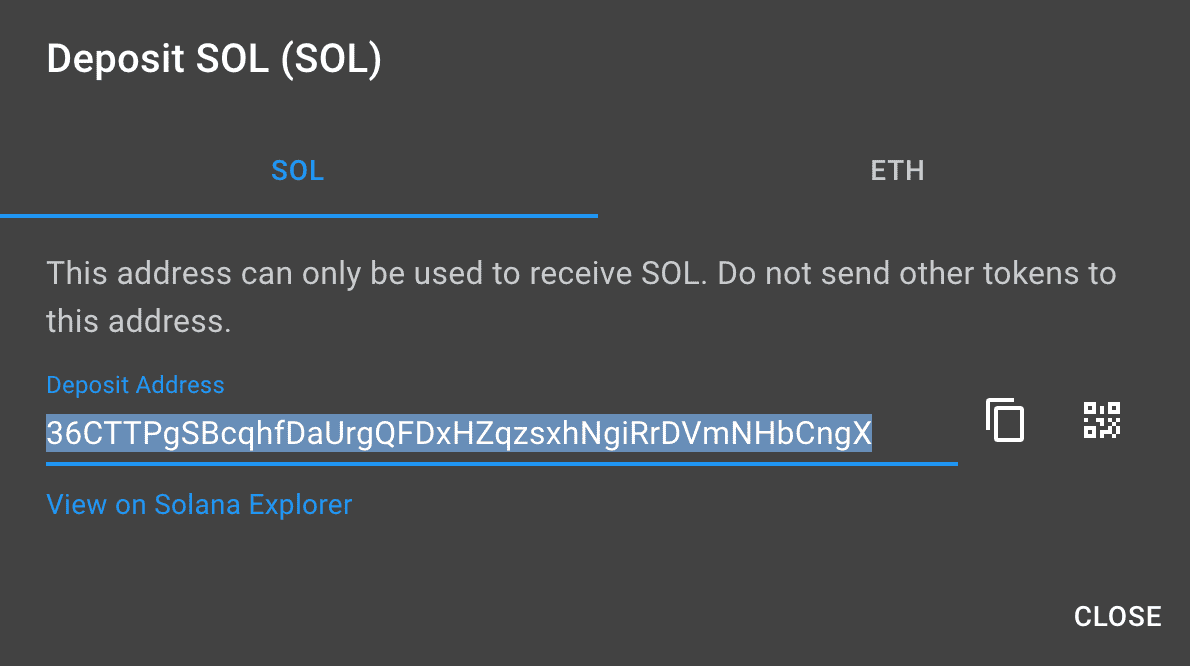 Deposit SOL (SOL)
SOL
ETH
This address can only be used to receive SOL. Do not send other tokens to
this address.
Deposit Address
36CTTPgSBcqhfDaUrgQFDxHZqzsxhNgiRrDVmNHbCngX
View on Solana Explorer
CLOSE